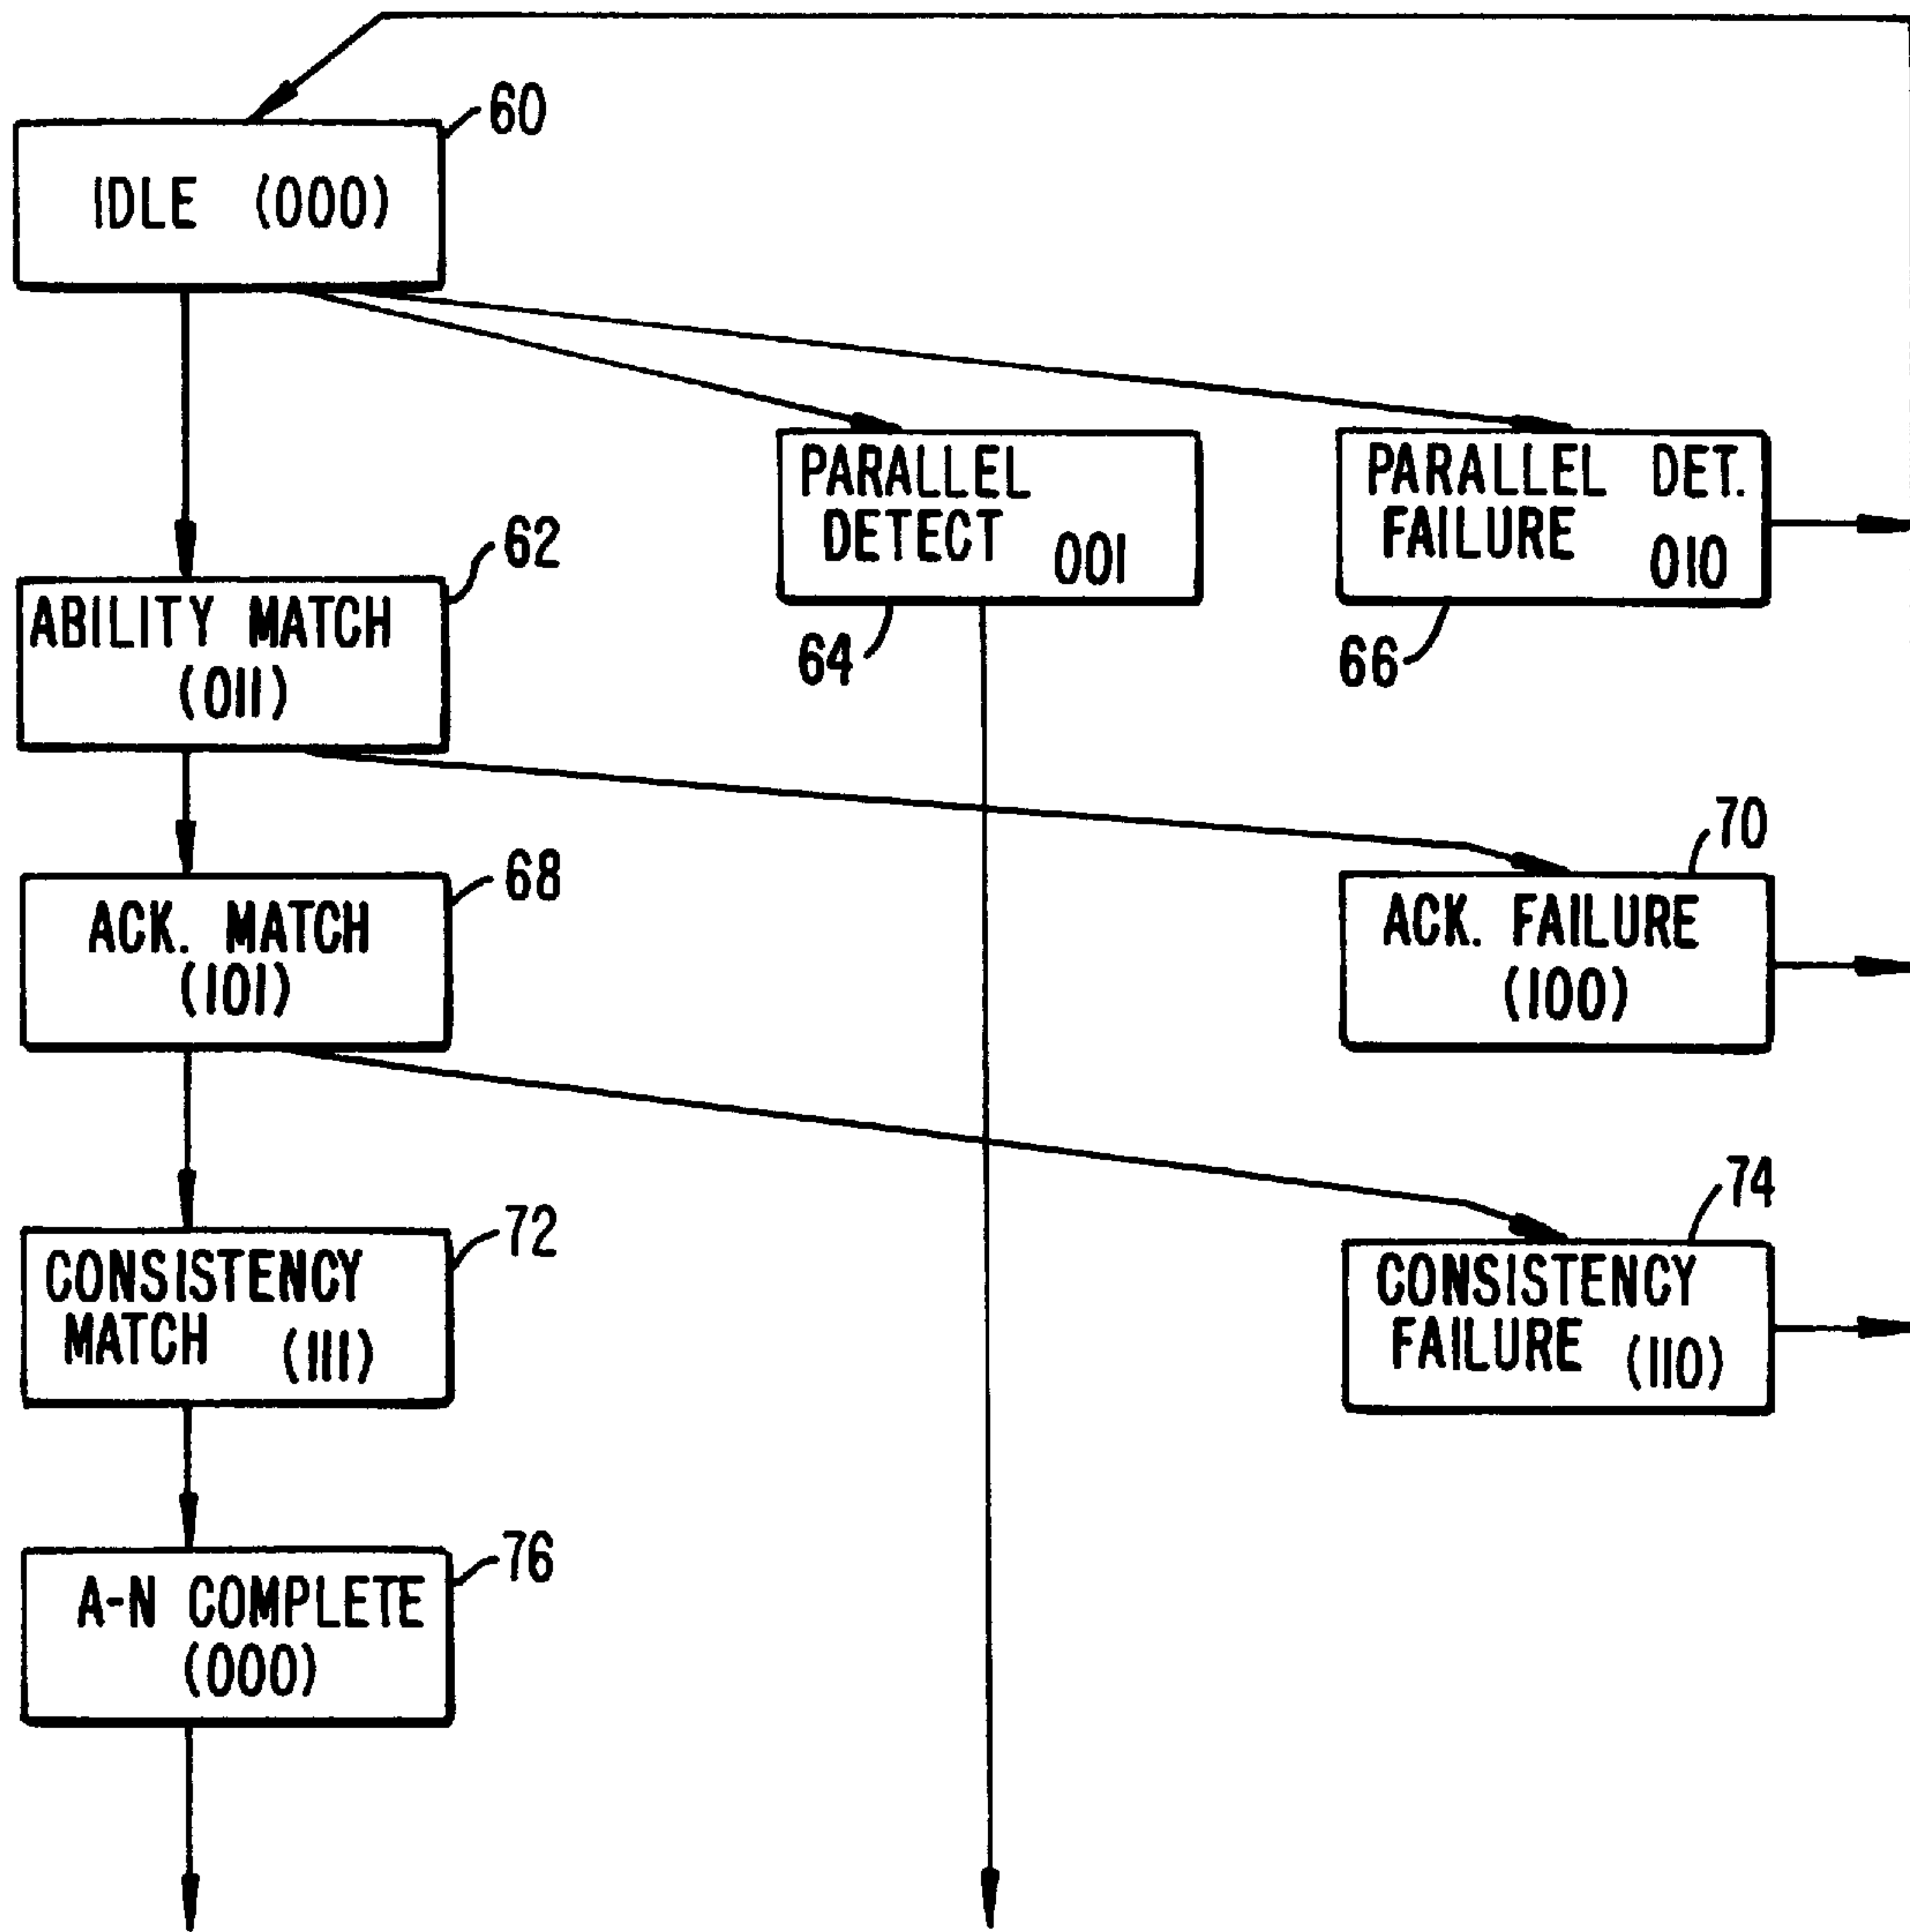 60
IDLE (000)
62
ABILITY MATCH
(011)
PARALLEL
DETECT 001
64
PARALLEL DET.
FAILURE 010
66
68
ACK. MATCH
(101)
70
ACK. FAILURE
(100)
72
CONSISTENCY
MATCH (111)
74
CONSISTENCY
FAILURE (110)
76
A-N COMPLETE
(000)